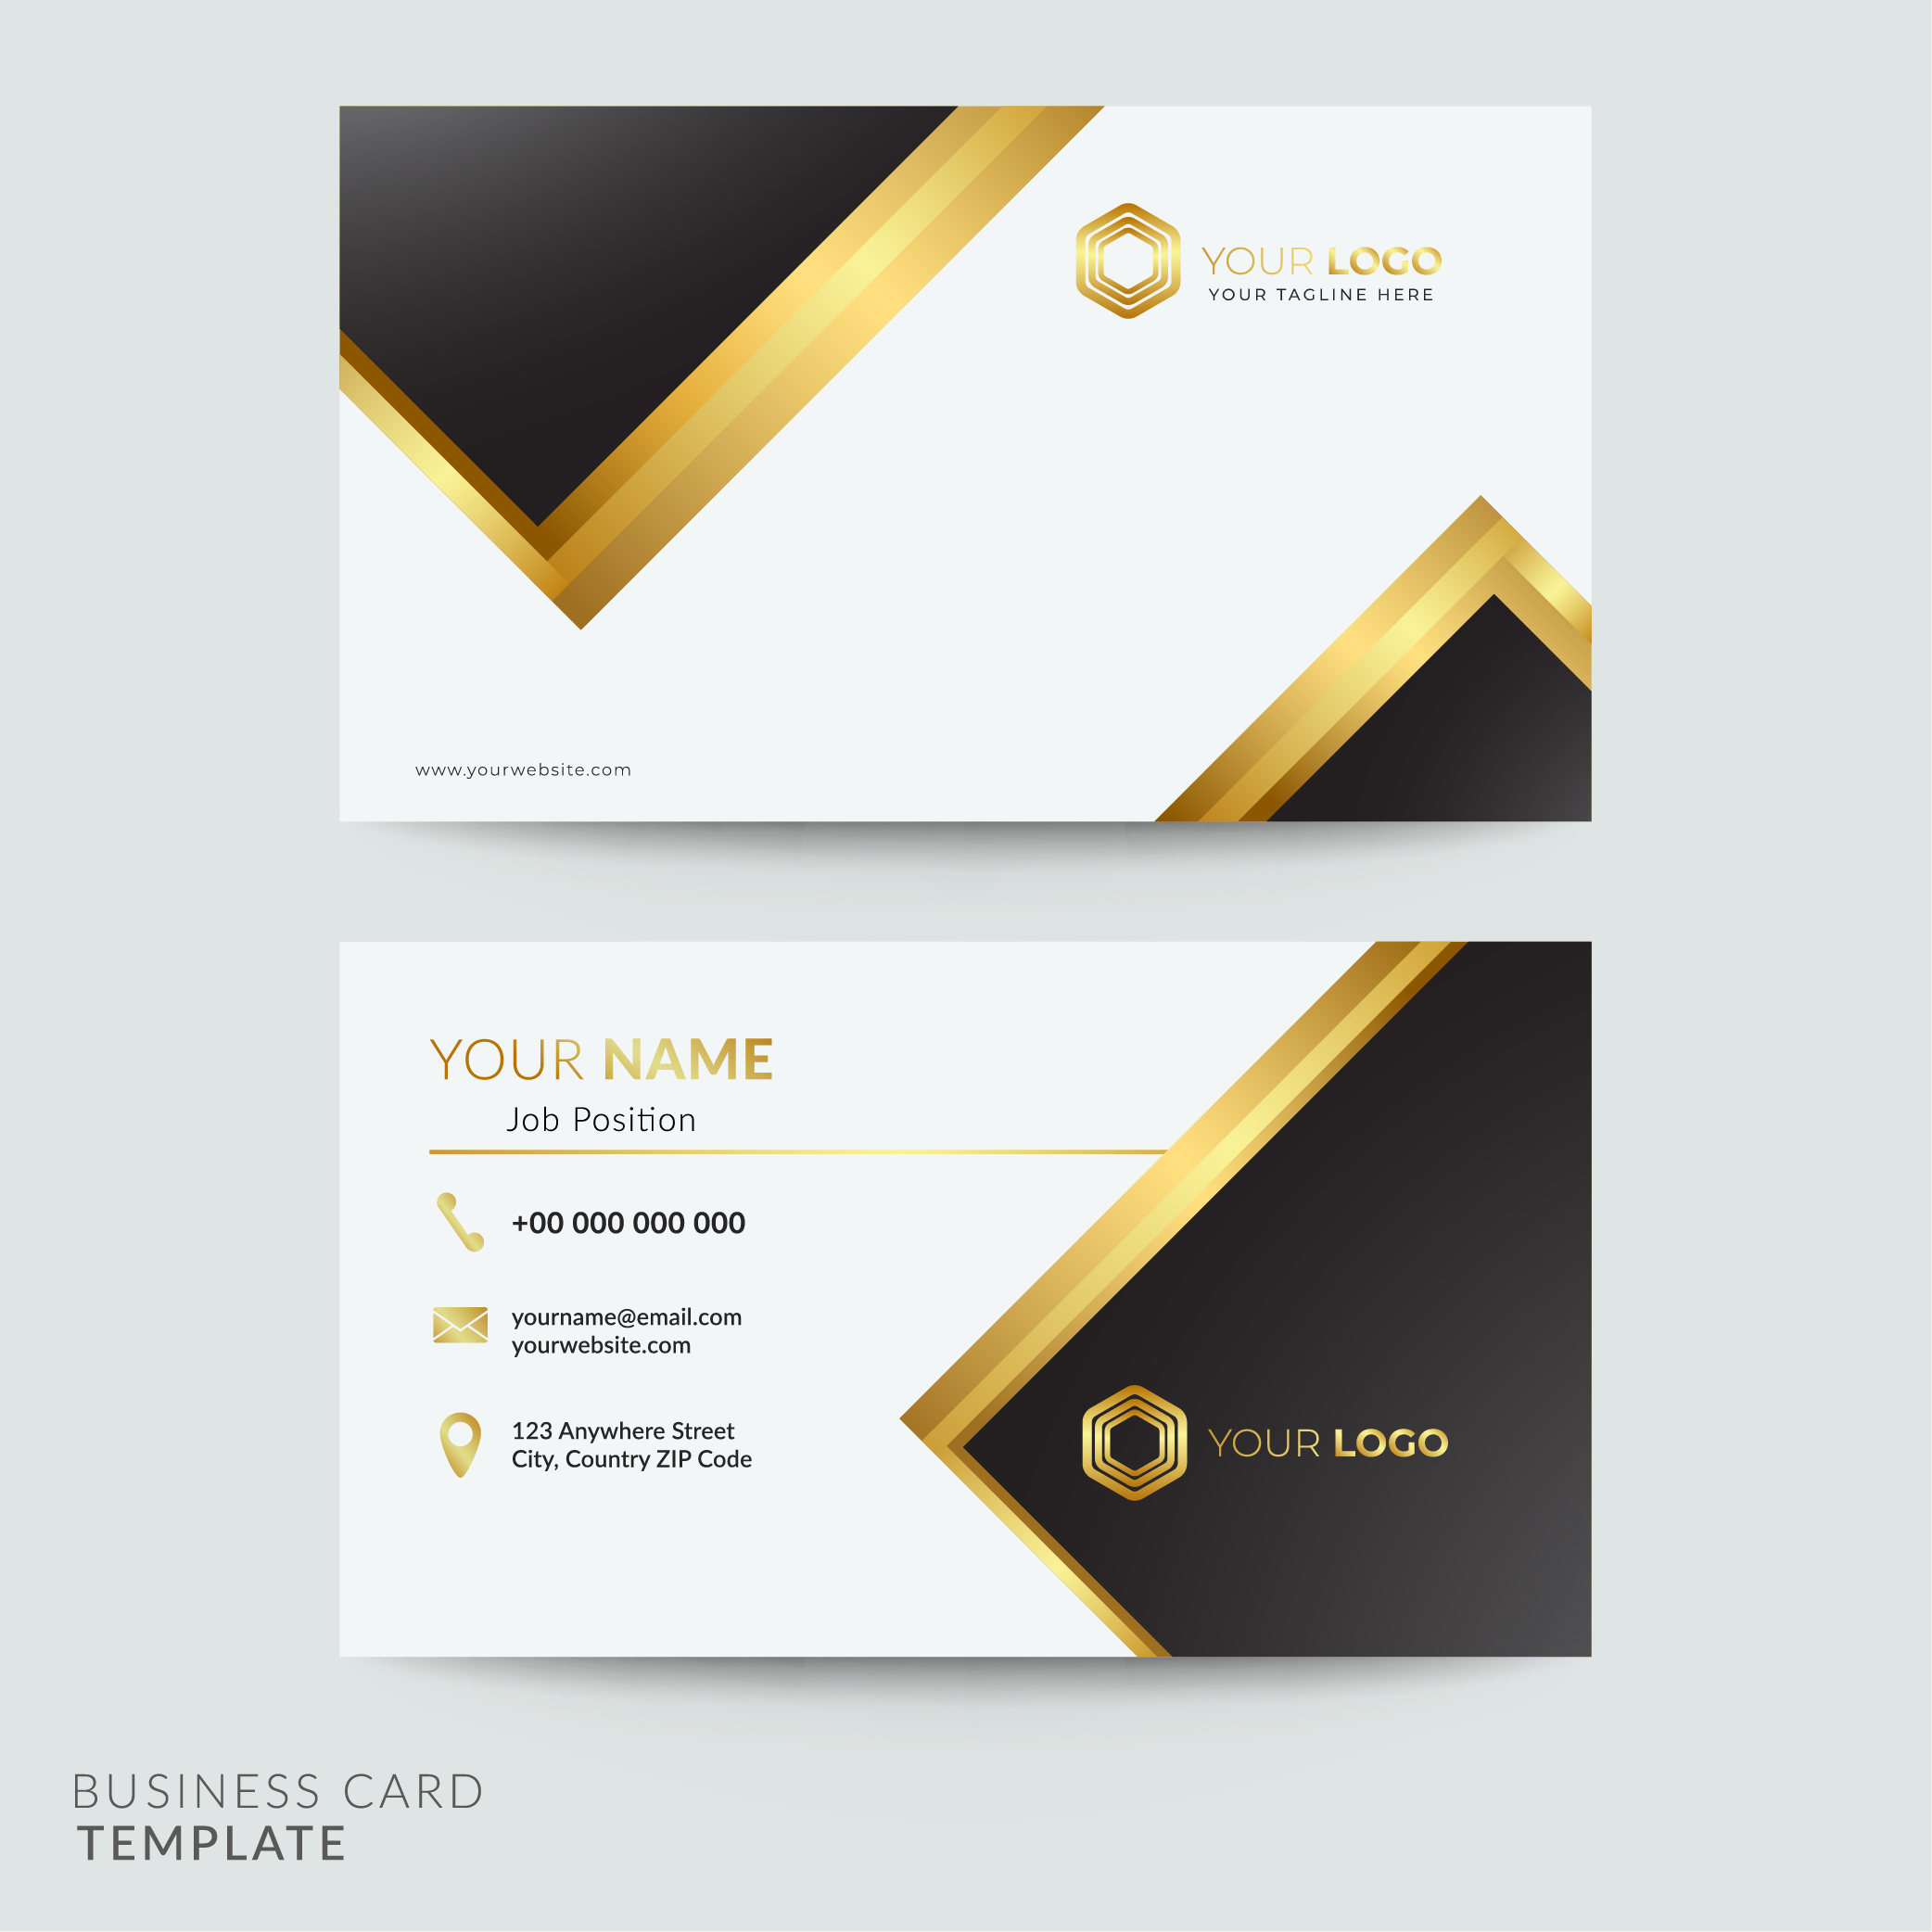 YOUR LOGO
YOUR TAGLINE HERE
www.yourwebsite.com
YOUR NAME
Job Position
+00 000 000 000
yourname@email.com
yourwebsite.com
123 Anywhere Street
City, Country ZIP Code
YOUR LOGO
BUSINESS CARD
TEMPLATE